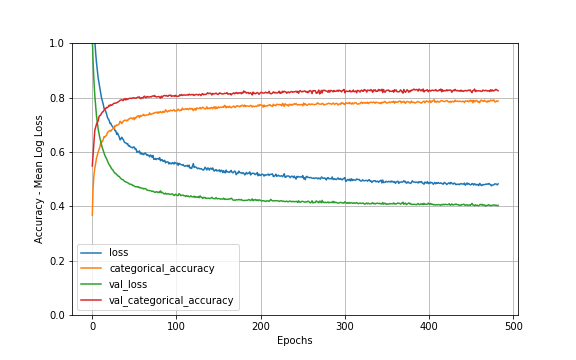 1.0
0.8
0.6
0.4
0.2
0.0
Accuracy - Mean Log Loss
loss
categorical_accuracy
val_loss
val_categorical_accuracy
0 100 200 300 400 500
Epochs